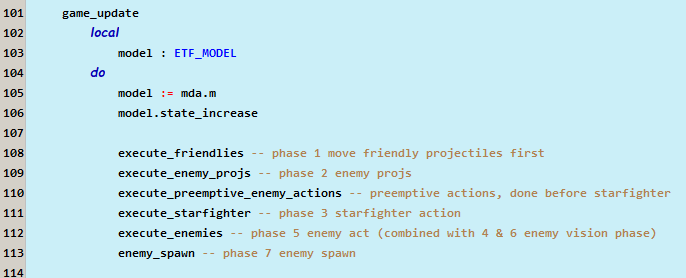 101 game_update
102 local
103 model : ETF_MODEL
104 do
105 model := mda.m
106 model.state_increase
107
108 execute_friendlies -- phase 1 move friendly projectiles first
109 execute_enemy_projs -- phase 2 enemy projs
110 execute_preemptive_enemy_actions -- preemptive actions, done before starfighter
111 execute_starfighter -- phase 3 starfighter action
112 execute_enemies -- phase 5 enemy act (combined with 4 & 6 enemy vision phase)
113 enemy_spawn -- phase 7 enemy spawn
114